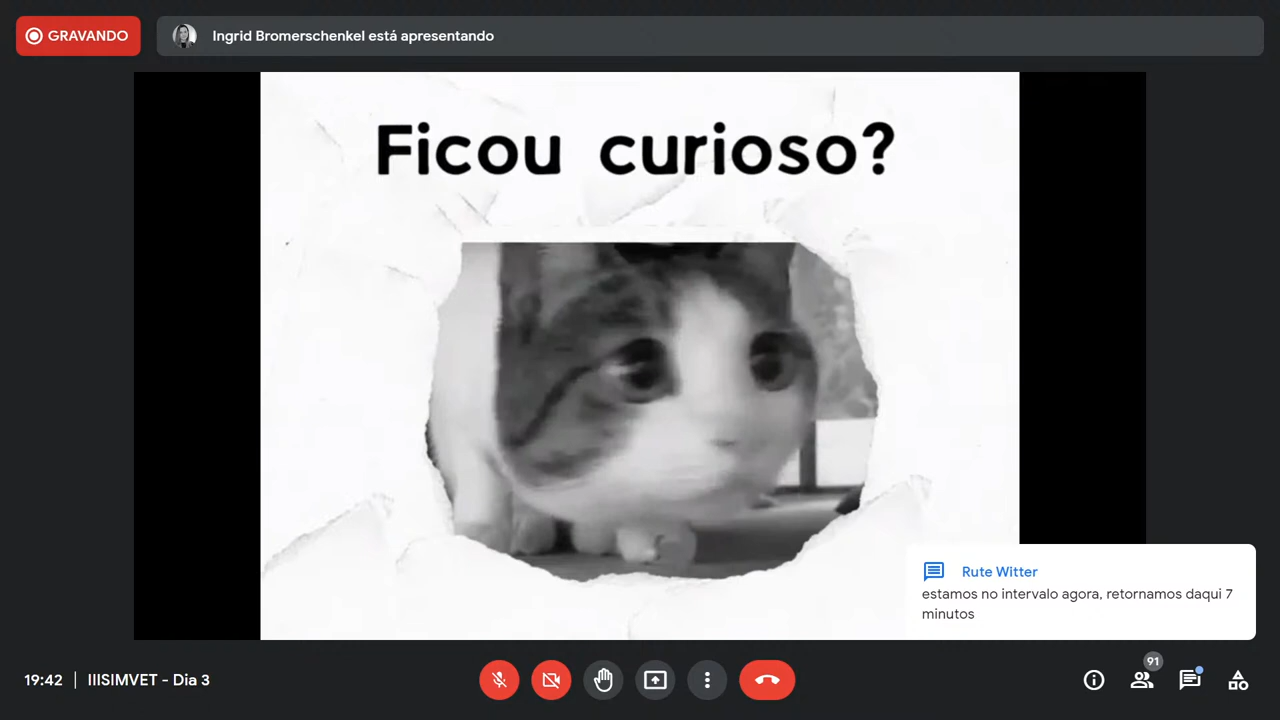 GRAVANDO
Ingrid Bromerschenkel está apresentando
Ficou curioso?
Rute Witter
estamos no intervalo agora, retornamos daqui 7
minutos
19:42 | IIISIMVET - Dia 3
91